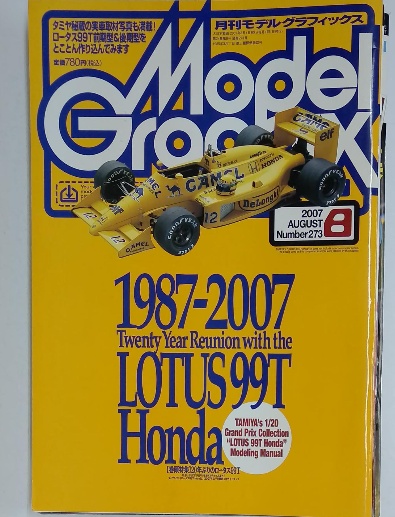 タミヤ秘蔵の実車取材写真も満載!
ロータス99T前期型&後期型を
とことん作り込んでみます
定価780円(税込)
月刊モデルグラフィックス
Model
Graphix
CAMEL
HONDA
DeLonghi
elf
12
CAMEL
GOODYEAR
12
2007
AUGUST
Number273
8
1987-2007
Twenty Year Reunion with the
LOTUS 99T
Honda
TAMIYA's 1/20
Grand Prix Collection
"LOTUS 99T Honda"
Modeling Manual